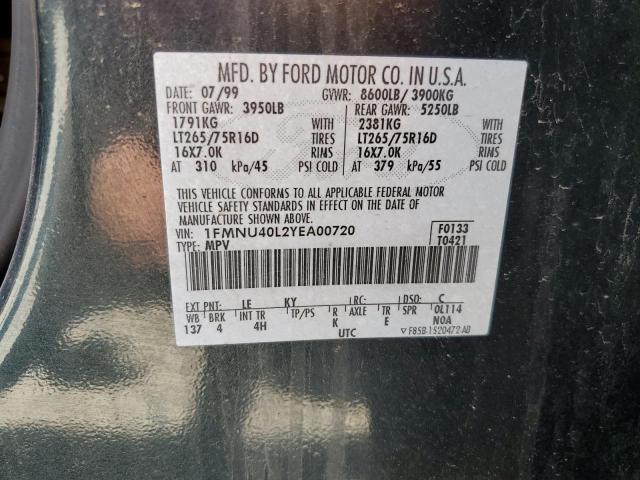 MFD. BY FORD MOTOR CO. IN U.S.A.
DATE: 07/99 GVWR: 8600LB/ 3900KG
FRONT GAWR: 3950LB REAR GAWR: 5250LB
1791KG WITH 2381KG WITH
LT265/75R16D TIRES LT265/75R16D TIRES
16X7.0K RIMS 16X7.0K RIMS
AT 310 kPa/45 PSI COLD AT 379 kPa/55 PSI COLD
THIS VEHICLE CONFORMS TO ALL APPLICABLE FEDERAL MOTOR
VEHICLE SAFETY STANDARDS IN EFFECT ON THE DATE OF
MANUFACTURE SHOWN ABOVE.
VIN: 1FMNU40L2YEA00720 F0133
TYPE: MPV T0421
EXT PNT: LE KY RC: DSO: C
WB BRK INT TR TP/PS R AXLE TR SPR OL114
137 4 4H K E N0A
UTC ▽ F85B-1520472-AB